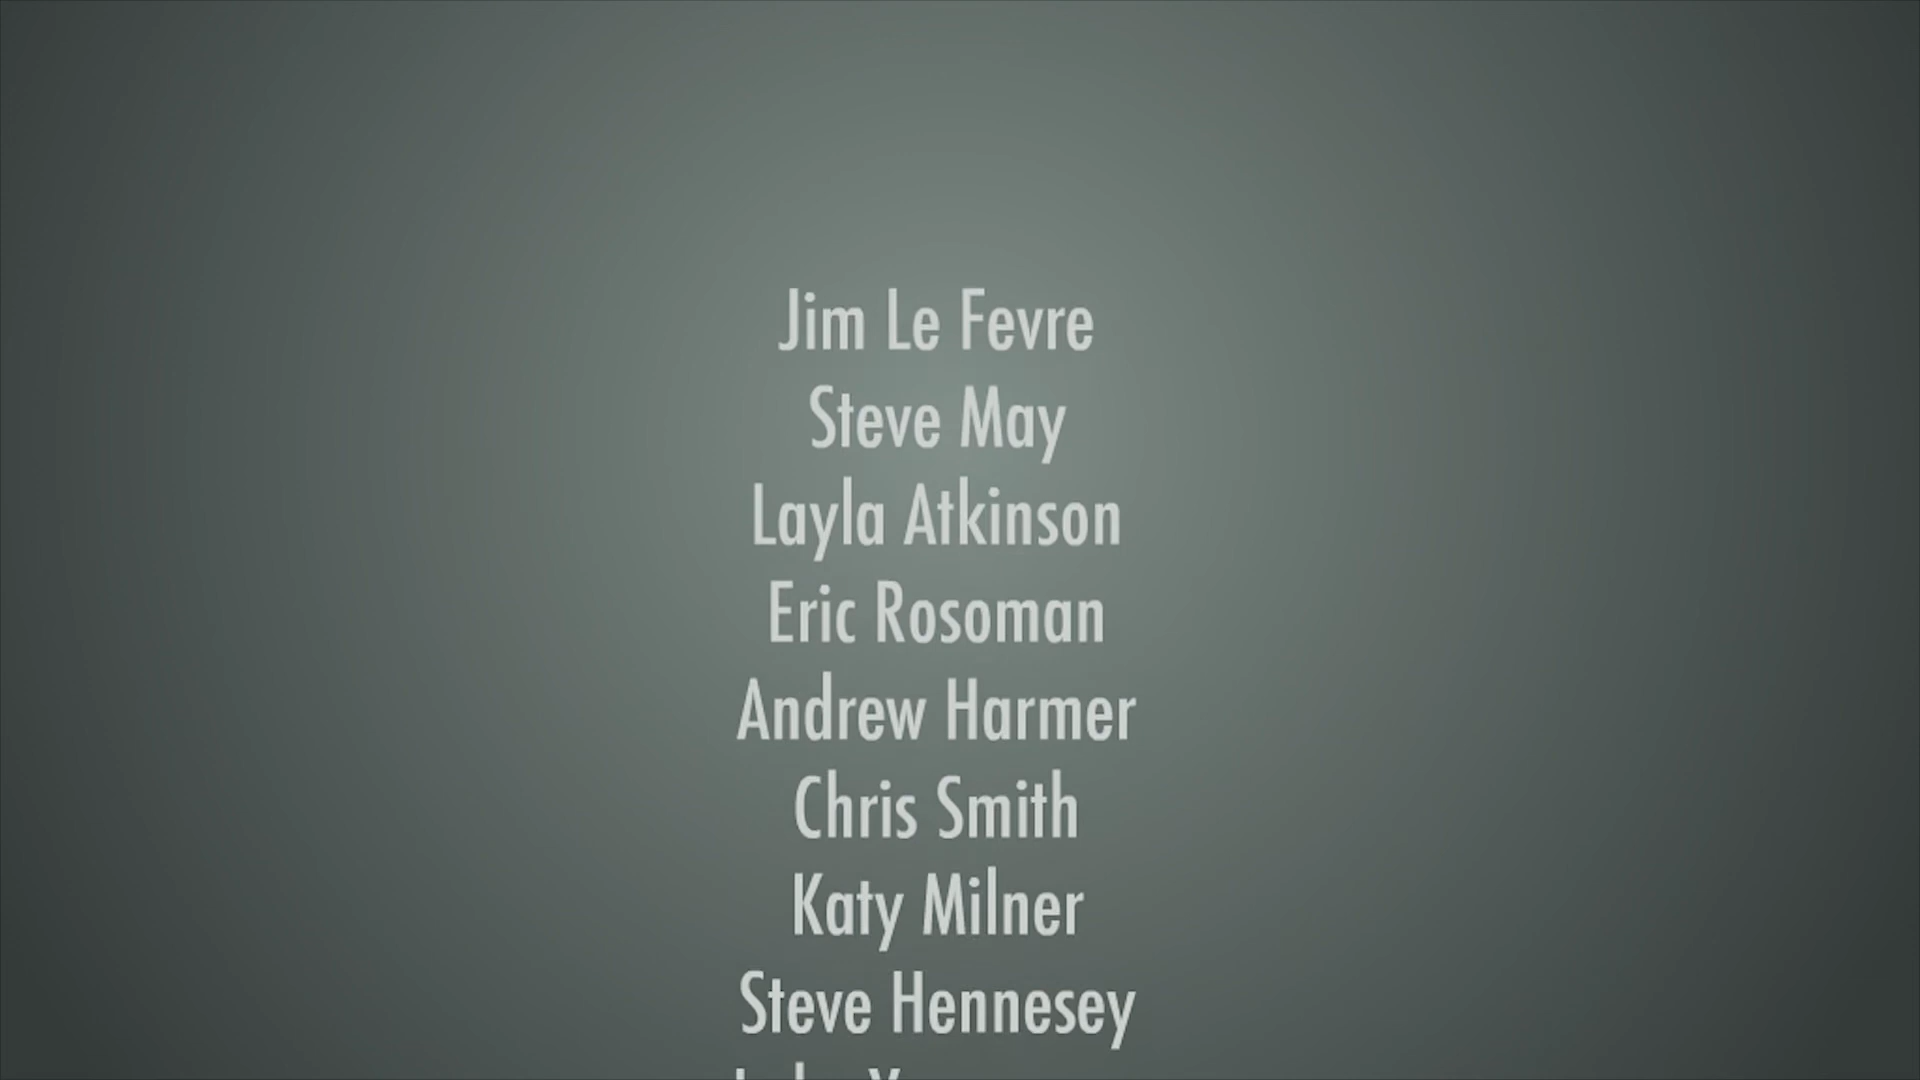 Jim Le Fevre
Steve May
Layla Atkinson
Eric Rosoman
Andrew Harmer
Chris Smith
Katy Milner
Steve Hennesey